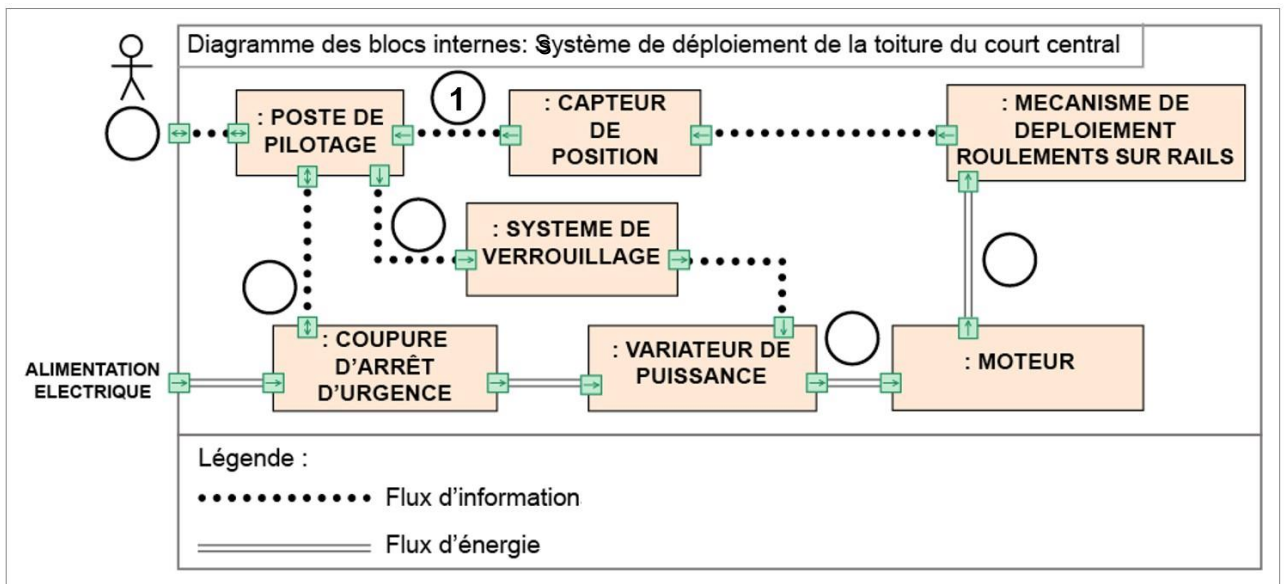 Diagramme des blocs internes: Système de déploiement de la toiture du court central
: POSTE DE
PILOTAGE
1
: CAPTEUR
DE
POSITION
: MECANISME DE
DEPLOIEMENT
ROULEMENTS SUR RAILS
: SYSTEME DE
VERROUILLAGE
ALIMENTATION
ELECTRIQUE
: COUPURE
D’ARRÊT
D’URGENCE
: VARIATEUR DE
PUISSANCE
: MOTEUR
Légende :
Flux d’information
Flux d’énergie